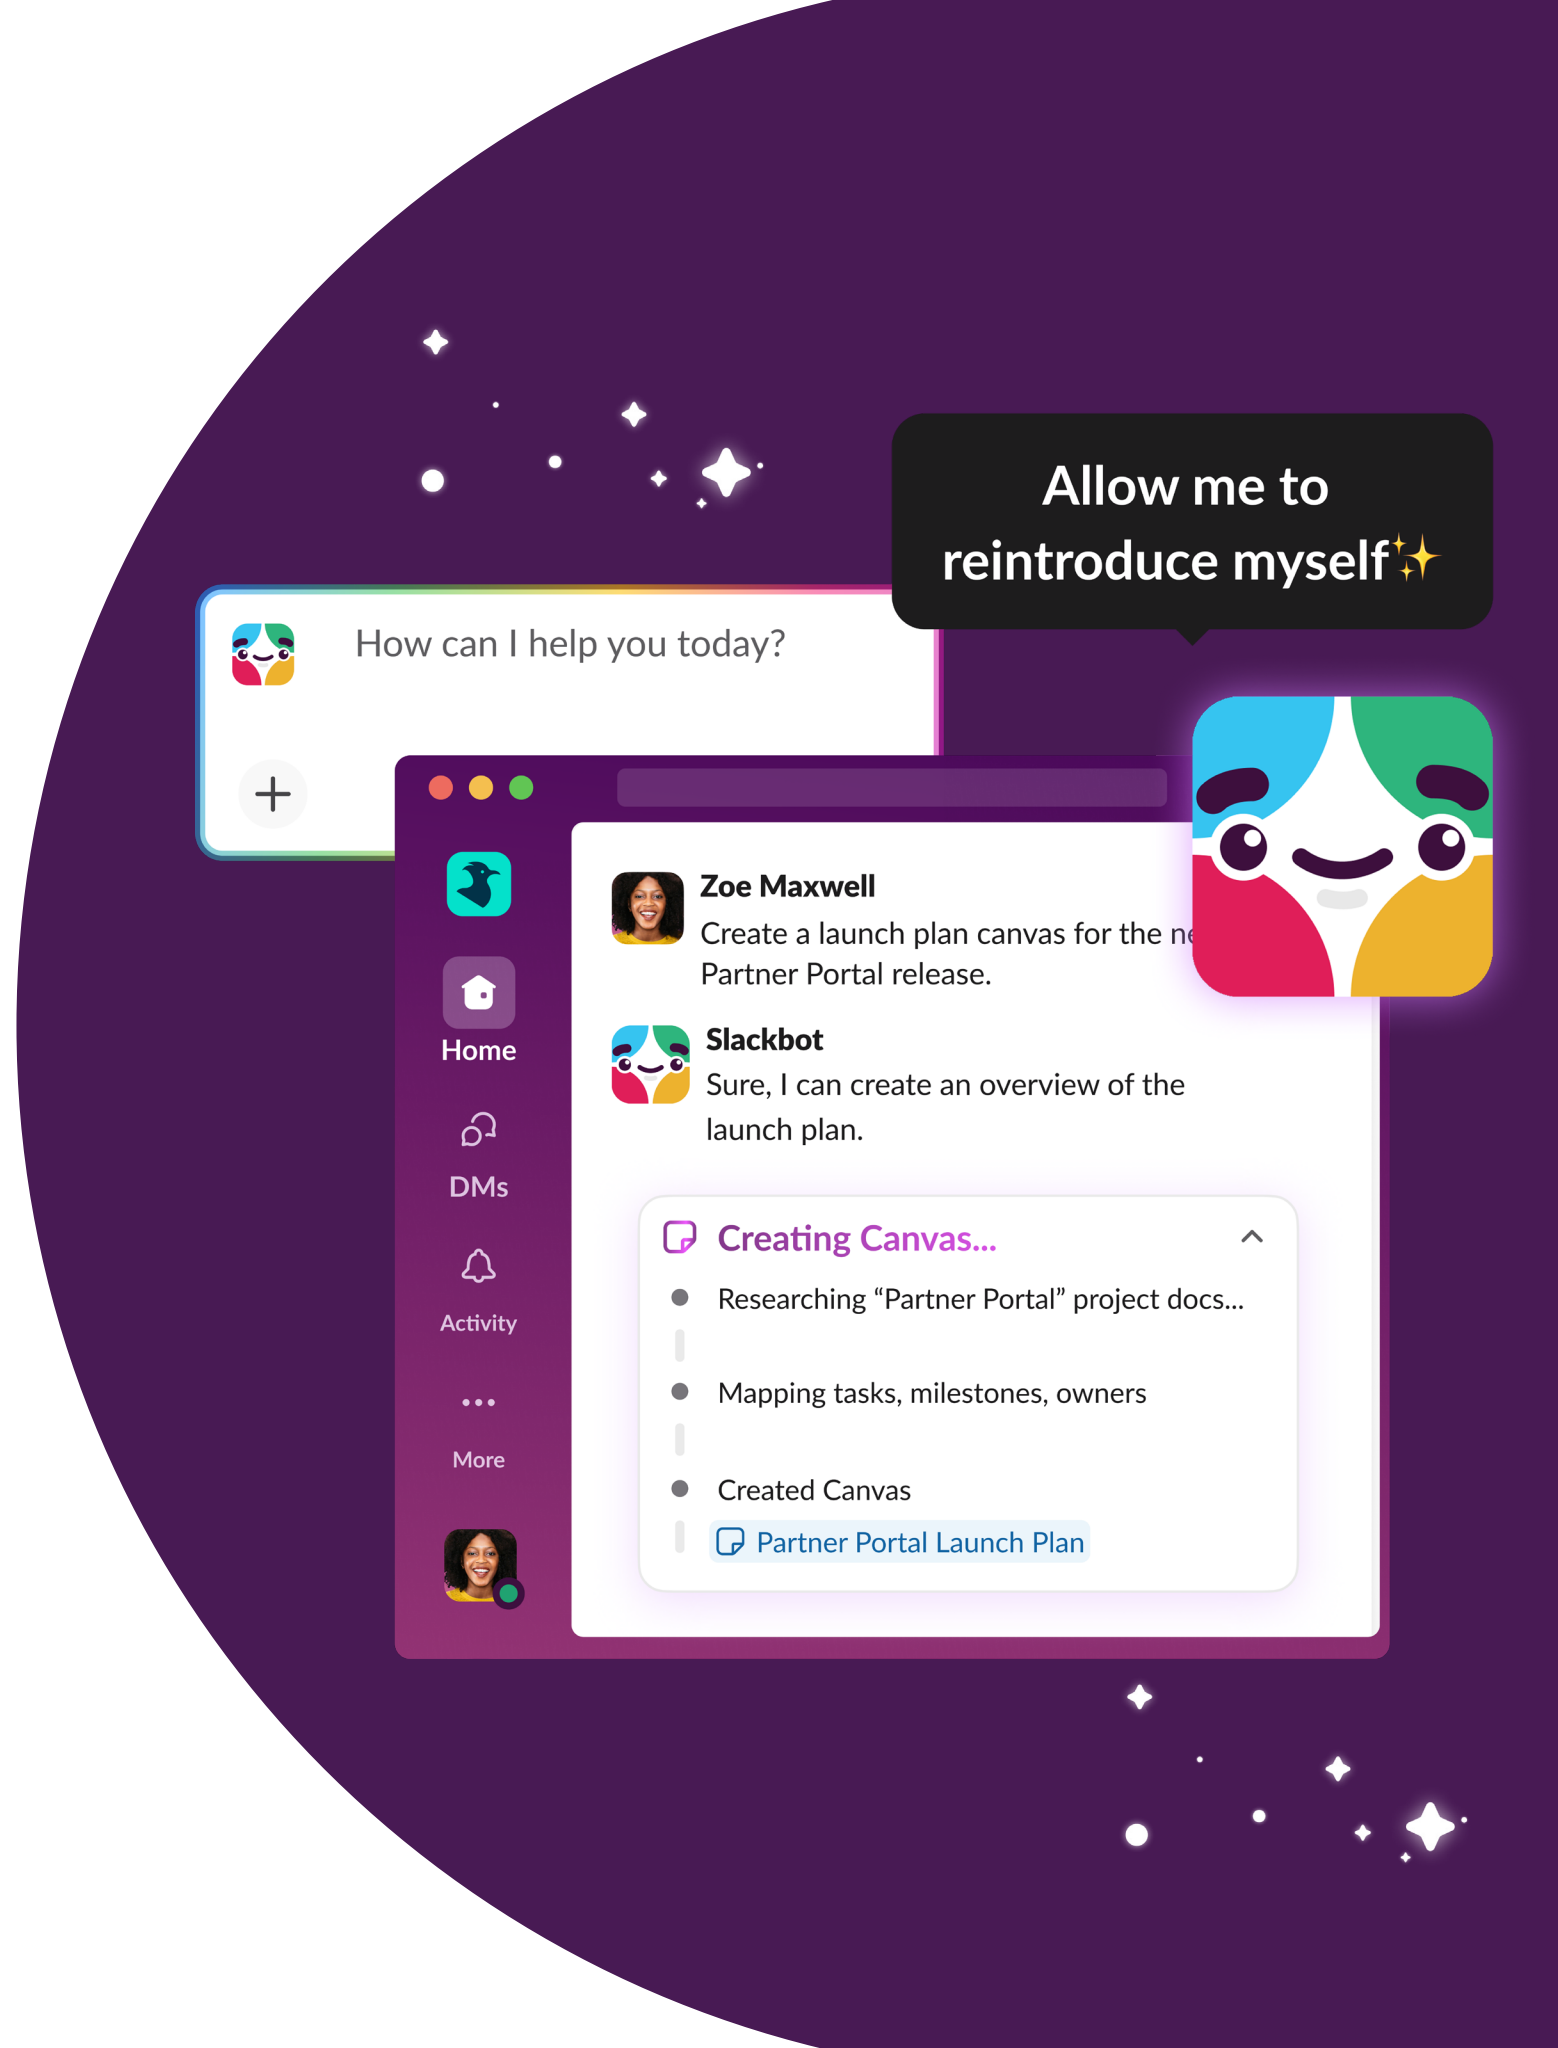 Allow me to
reintroduce myself✨
How can I help you today?
Zoe Maxwell
Create a launch plan canvas for the
Partner Portal release.
Slackbot
Sure, I can create an overview of the
launch plan.
Creating Canvas...
Researching “Partner Portal” project docs...
Mapping tasks, milestones, owners
Created Canvas
Partner Portal Launch Plan
Home
DMs
Activity
More